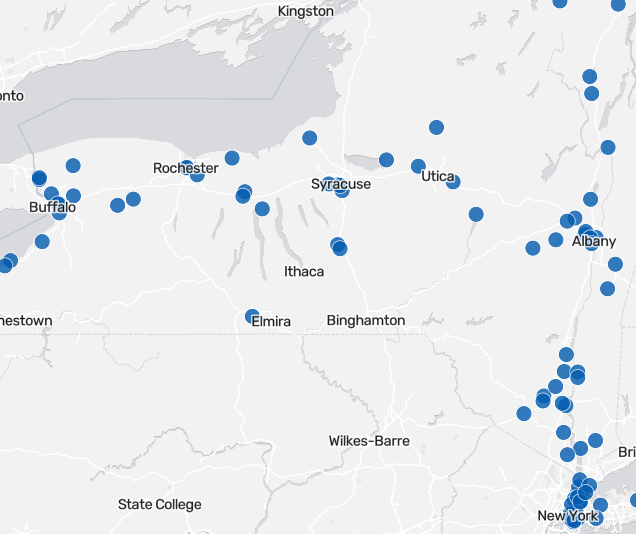 Kingston
onto
Rochester
Syracuse
Utica
Buffalo
Albany
Ithaca
nestown
Elmira
Binghamton
Wilkes-Barre
Bri
State College
New York